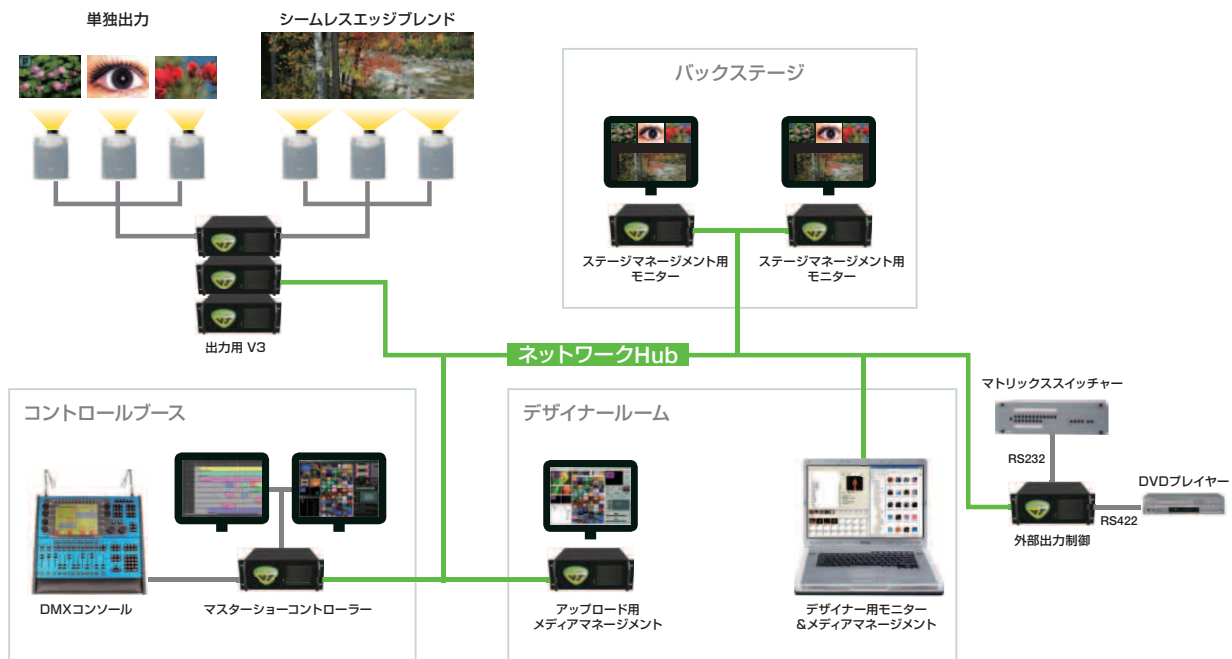 単独出力
シームレスエッジブレンド
バックステージ
ステージマネージメント用
モニター
ステージマネージメント用
モニター
出力用 V3
ネットワークHub
コントロールブース
デザイナールーム
マトリックススイッチャー
RS232
DVDプレイヤー
RS422
外部出力制御
DMXコンソール
マスターショーコントローラー
アップロード用
メディアマネージメント
デザイナー用モニター
&メディアマネージメント